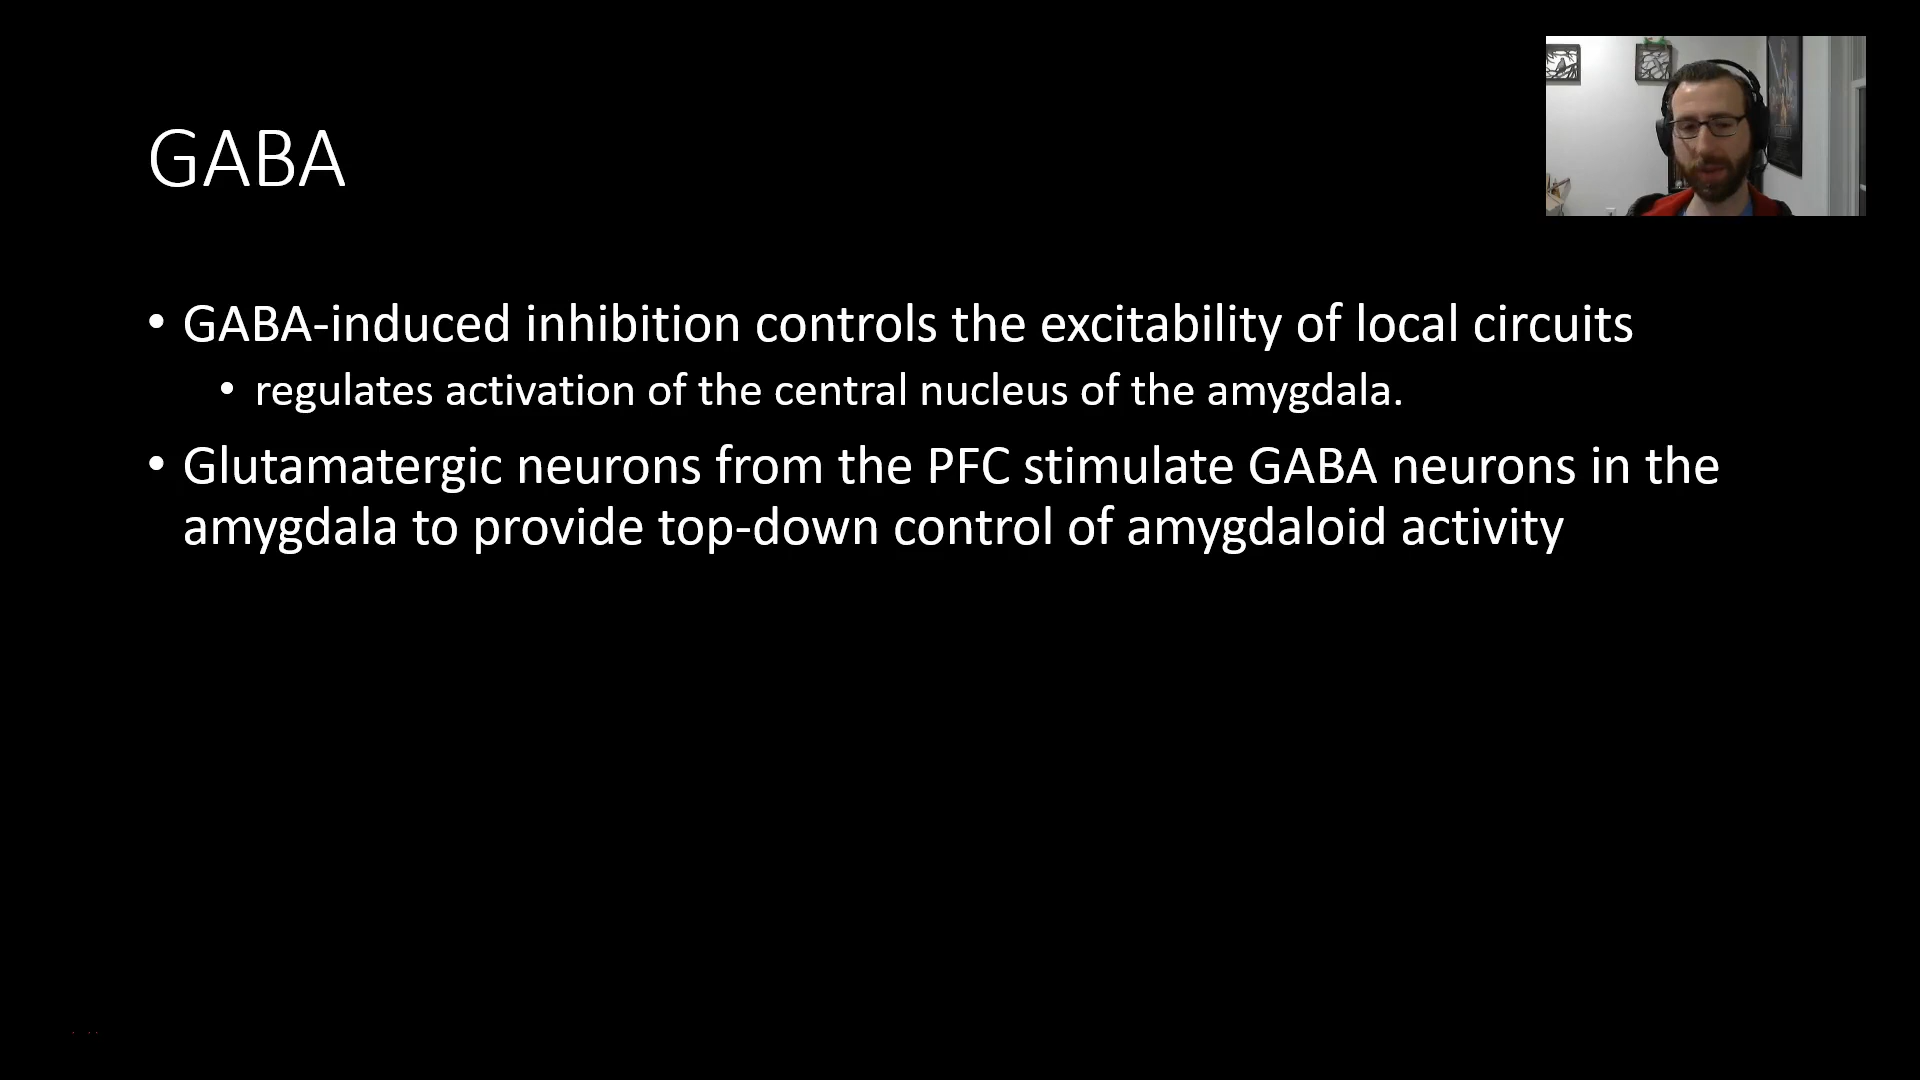 GABA
• GABA-induced inhibition controls the excitability of local circuits
• regulates activation of the central nucleus of the amygdala.
• Glutamatergic neurons from the PFC stimulate GABA neurons in the
amygdala to provide top-down control of amygdaloid activity